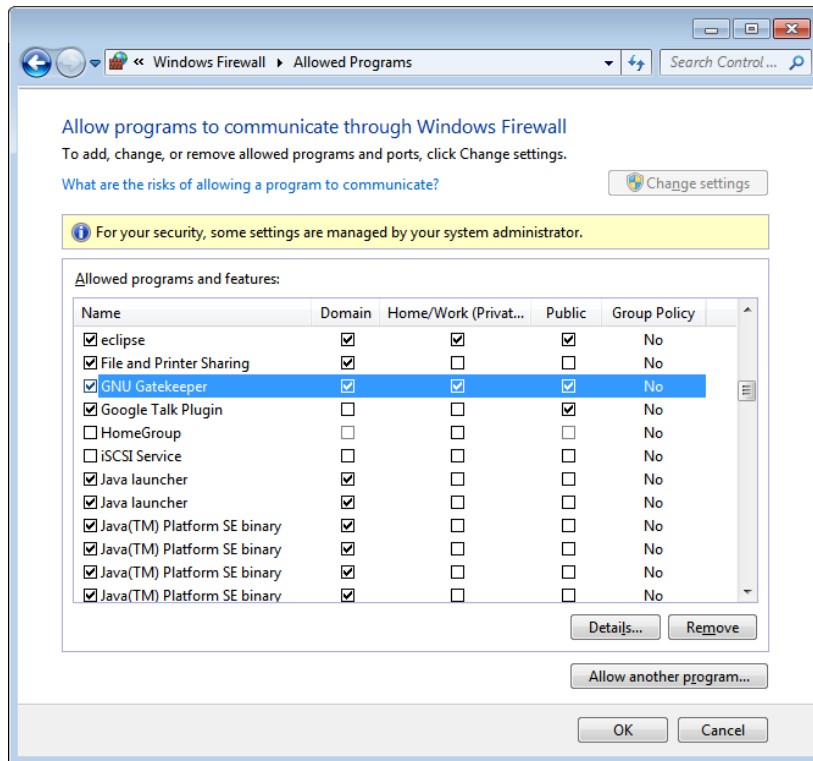 « Windows Firewall ▸ Allowed Programs Search Control ...
Allow programs to communicate through Windows Firewall
To add, change, or remove allowed programs and ports, click Change settings.
What are the risks of allowing a program to communicate? Change settings
For your security, some settings are managed by your system administrator.
Allowed programs and features:
Name Domain Home/Work (Privat... Public Group Policy
eclipse No
File and Printer Sharing No
GNU Gatekeeper No
Google Talk Plugin No
HomeGroup No
iSCSI Service No
Java launcher No
Java launcher No
Java(TM) Platform SE binary No
Java(TM) Platform SE binary No
Java(TM) Platform SE binary No
Java(TM) Platform SE binary No
Details... Remove
Allow another program...
OK Cancel